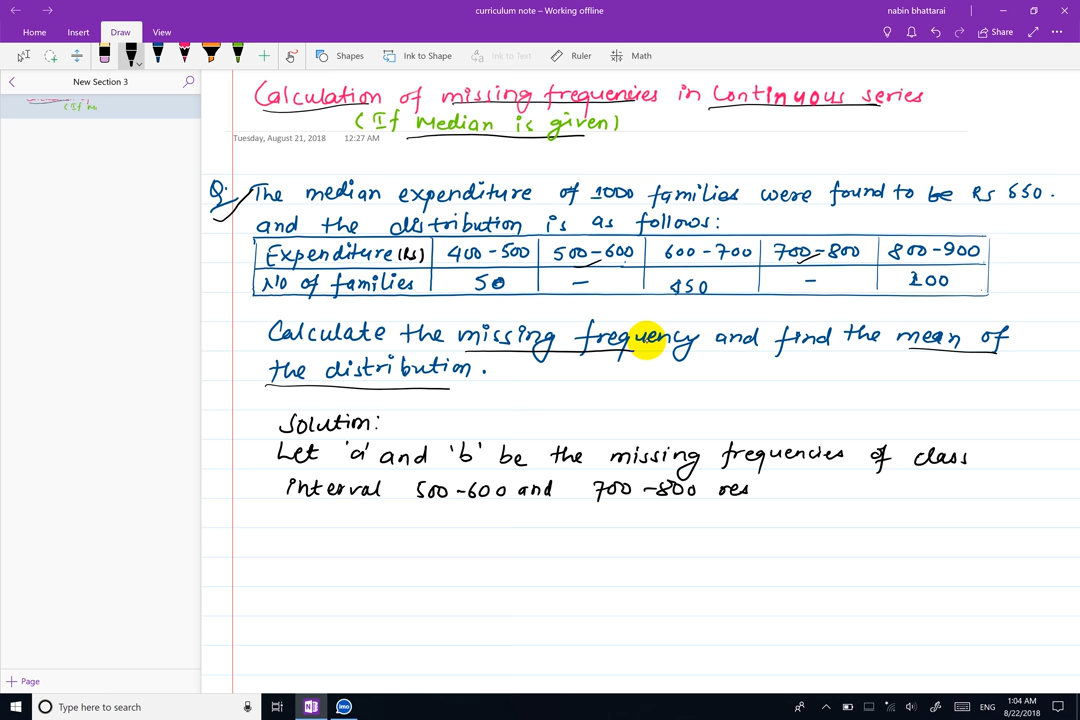 curriculum note – Working offline
nabin bhattarai
Home Insert Draw View
Share
Shapes Ink to Shape Ink to Text Ruler Math
New Section 3
Calculation of missing frequencies in continuous series
(If Median is given)
Tuesday, August 21, 2018 12:27 AM
Q: The median expenditure of 1000 families were found to be Rs 650.
and the distribution is as follows:
Expenditure (Rs) 400-500 500-600 600-700 700-800 800-900
No of families 50 – 450 – 100
Calculate the missing frequency and find the mean of
the distribution.
Solution:
Let 'a' and 'b' be the missing frequencies of class
interval 500-600 and 700-800 res
+ Page
Type here to search
ENG
1:04 AM
8/22/2018